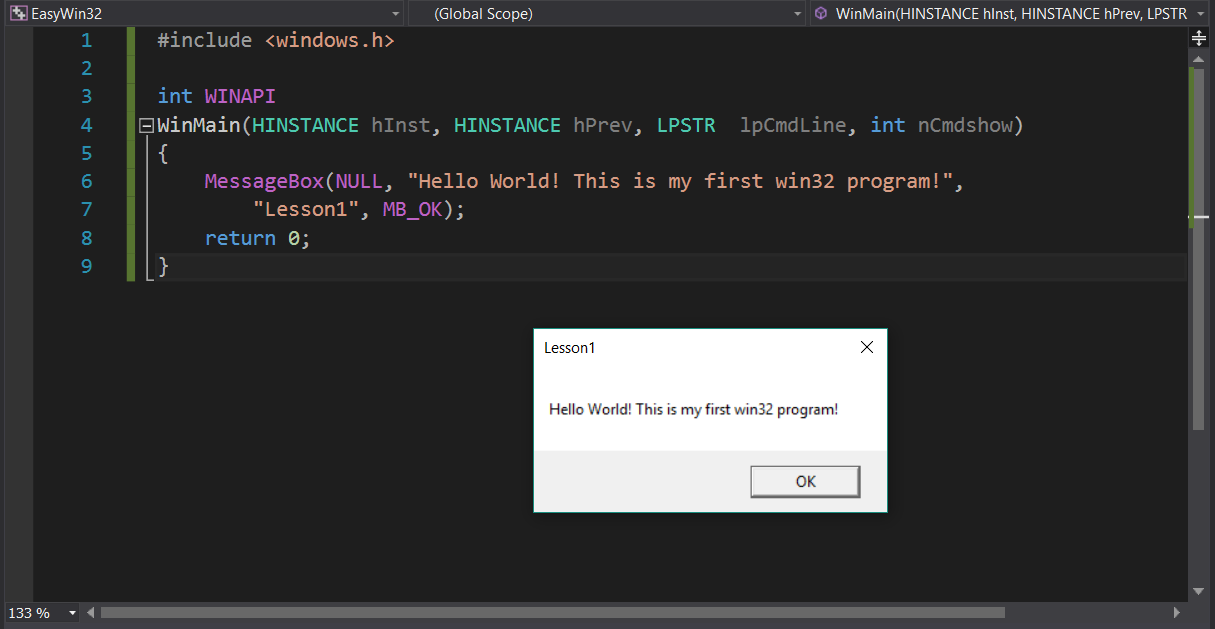 EasyWin32 (Global Scope) WinMain(HINSTANCE hInst, HINSTANCE hPrev, LPSTR
1 #include <windows.h>
2
3 int WINAPI
4 WinMain(HINSTANCE hInst, HINSTANCE hPrev, LPSTR  lpCmdLine, int nCmdshow)
5 {
6     MessageBox(NULL, "Hello World! This is my first win32 program!",
7         "Lesson1", MB_OK);
8     return 0;
9 }
Lesson1
Hello World! This is my first win32 program!
OK
133 %